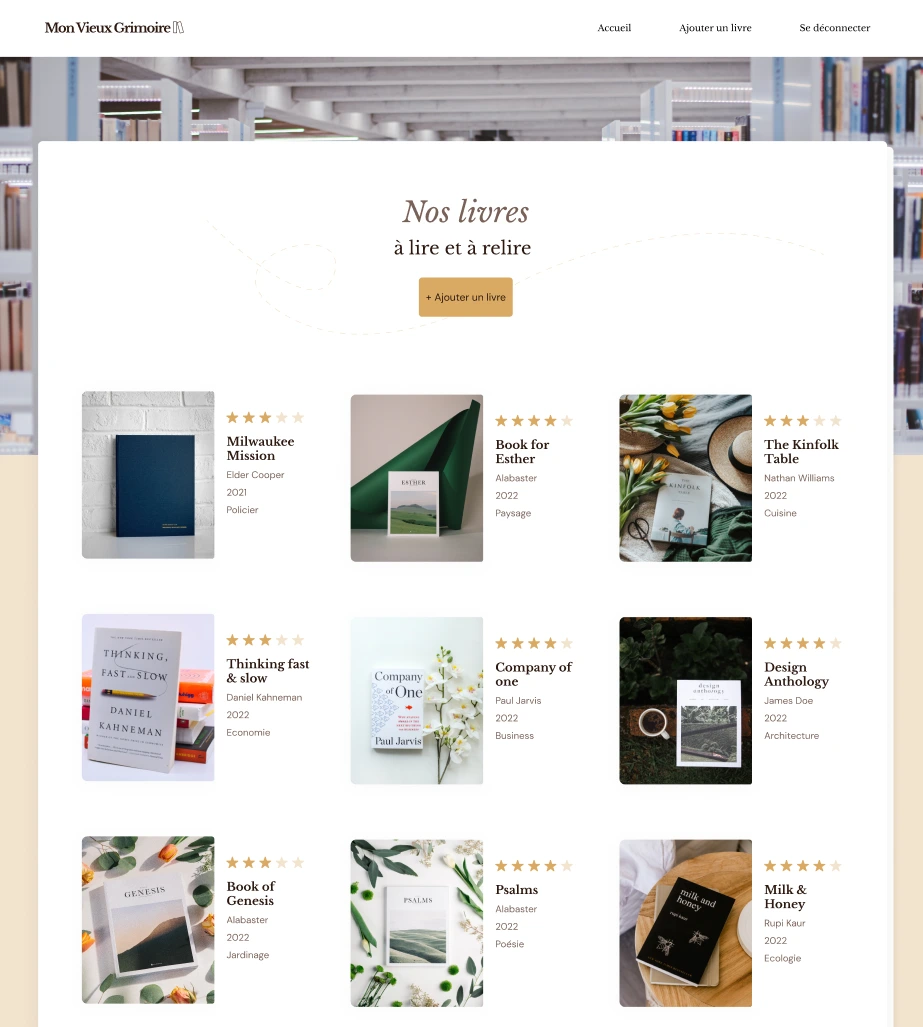 Mon Vieux Grimoire
Accueil
Ajouter un livre
Se déconnecter
Nos livres
à lire et à relire
+ Ajouter un livre
Milwaukee
Mission
Elder Cooper
2021
Policier
ESTHER
Book for
Esther
Alabaster
2022
Paysage
KINFOLK
TABLE
The Kinfolk
Table
Nathan Williams
2022
Cuisine
THINKING,
FAST AND SLOW
DANIEL
KAHNEMAN
Thinking fast
& slow
Daniel Kahneman
2022
Economie
Company
of One
Paul Jarvis
Company of
one
Paul Jarvis
2022
Business
design
anthology
Design
Anthology
James Doe
2022
Architecture
GENESIS
Book of
Genesis
Alabaster
2022
Jardinage
PSALMS
Psalms
Alabaster
2022
Poésie
milk and
honey
rupi kaur
Milk &
Honey
Rupi Kaur
2022
Ecologie